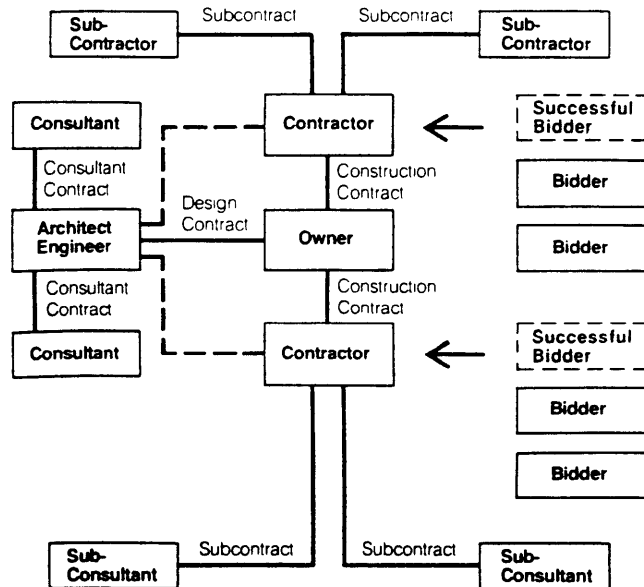 Subcontract
Subcontract
Sub-
Contractor
Sub-
Contractor
Consultant
Contractor
Successful
Bidder
Consultant
Contract
Construction
Contract
Bidder
Design
Contract
Architect
Engineer
Owner
Bidder
Consultant
Contract
Construction
Contract
Consultant
Contractor
Successful
Bidder
Bidder
Bidder
Sub-
Consultant
Subcontract
Subcontract
Sub-
Consultant